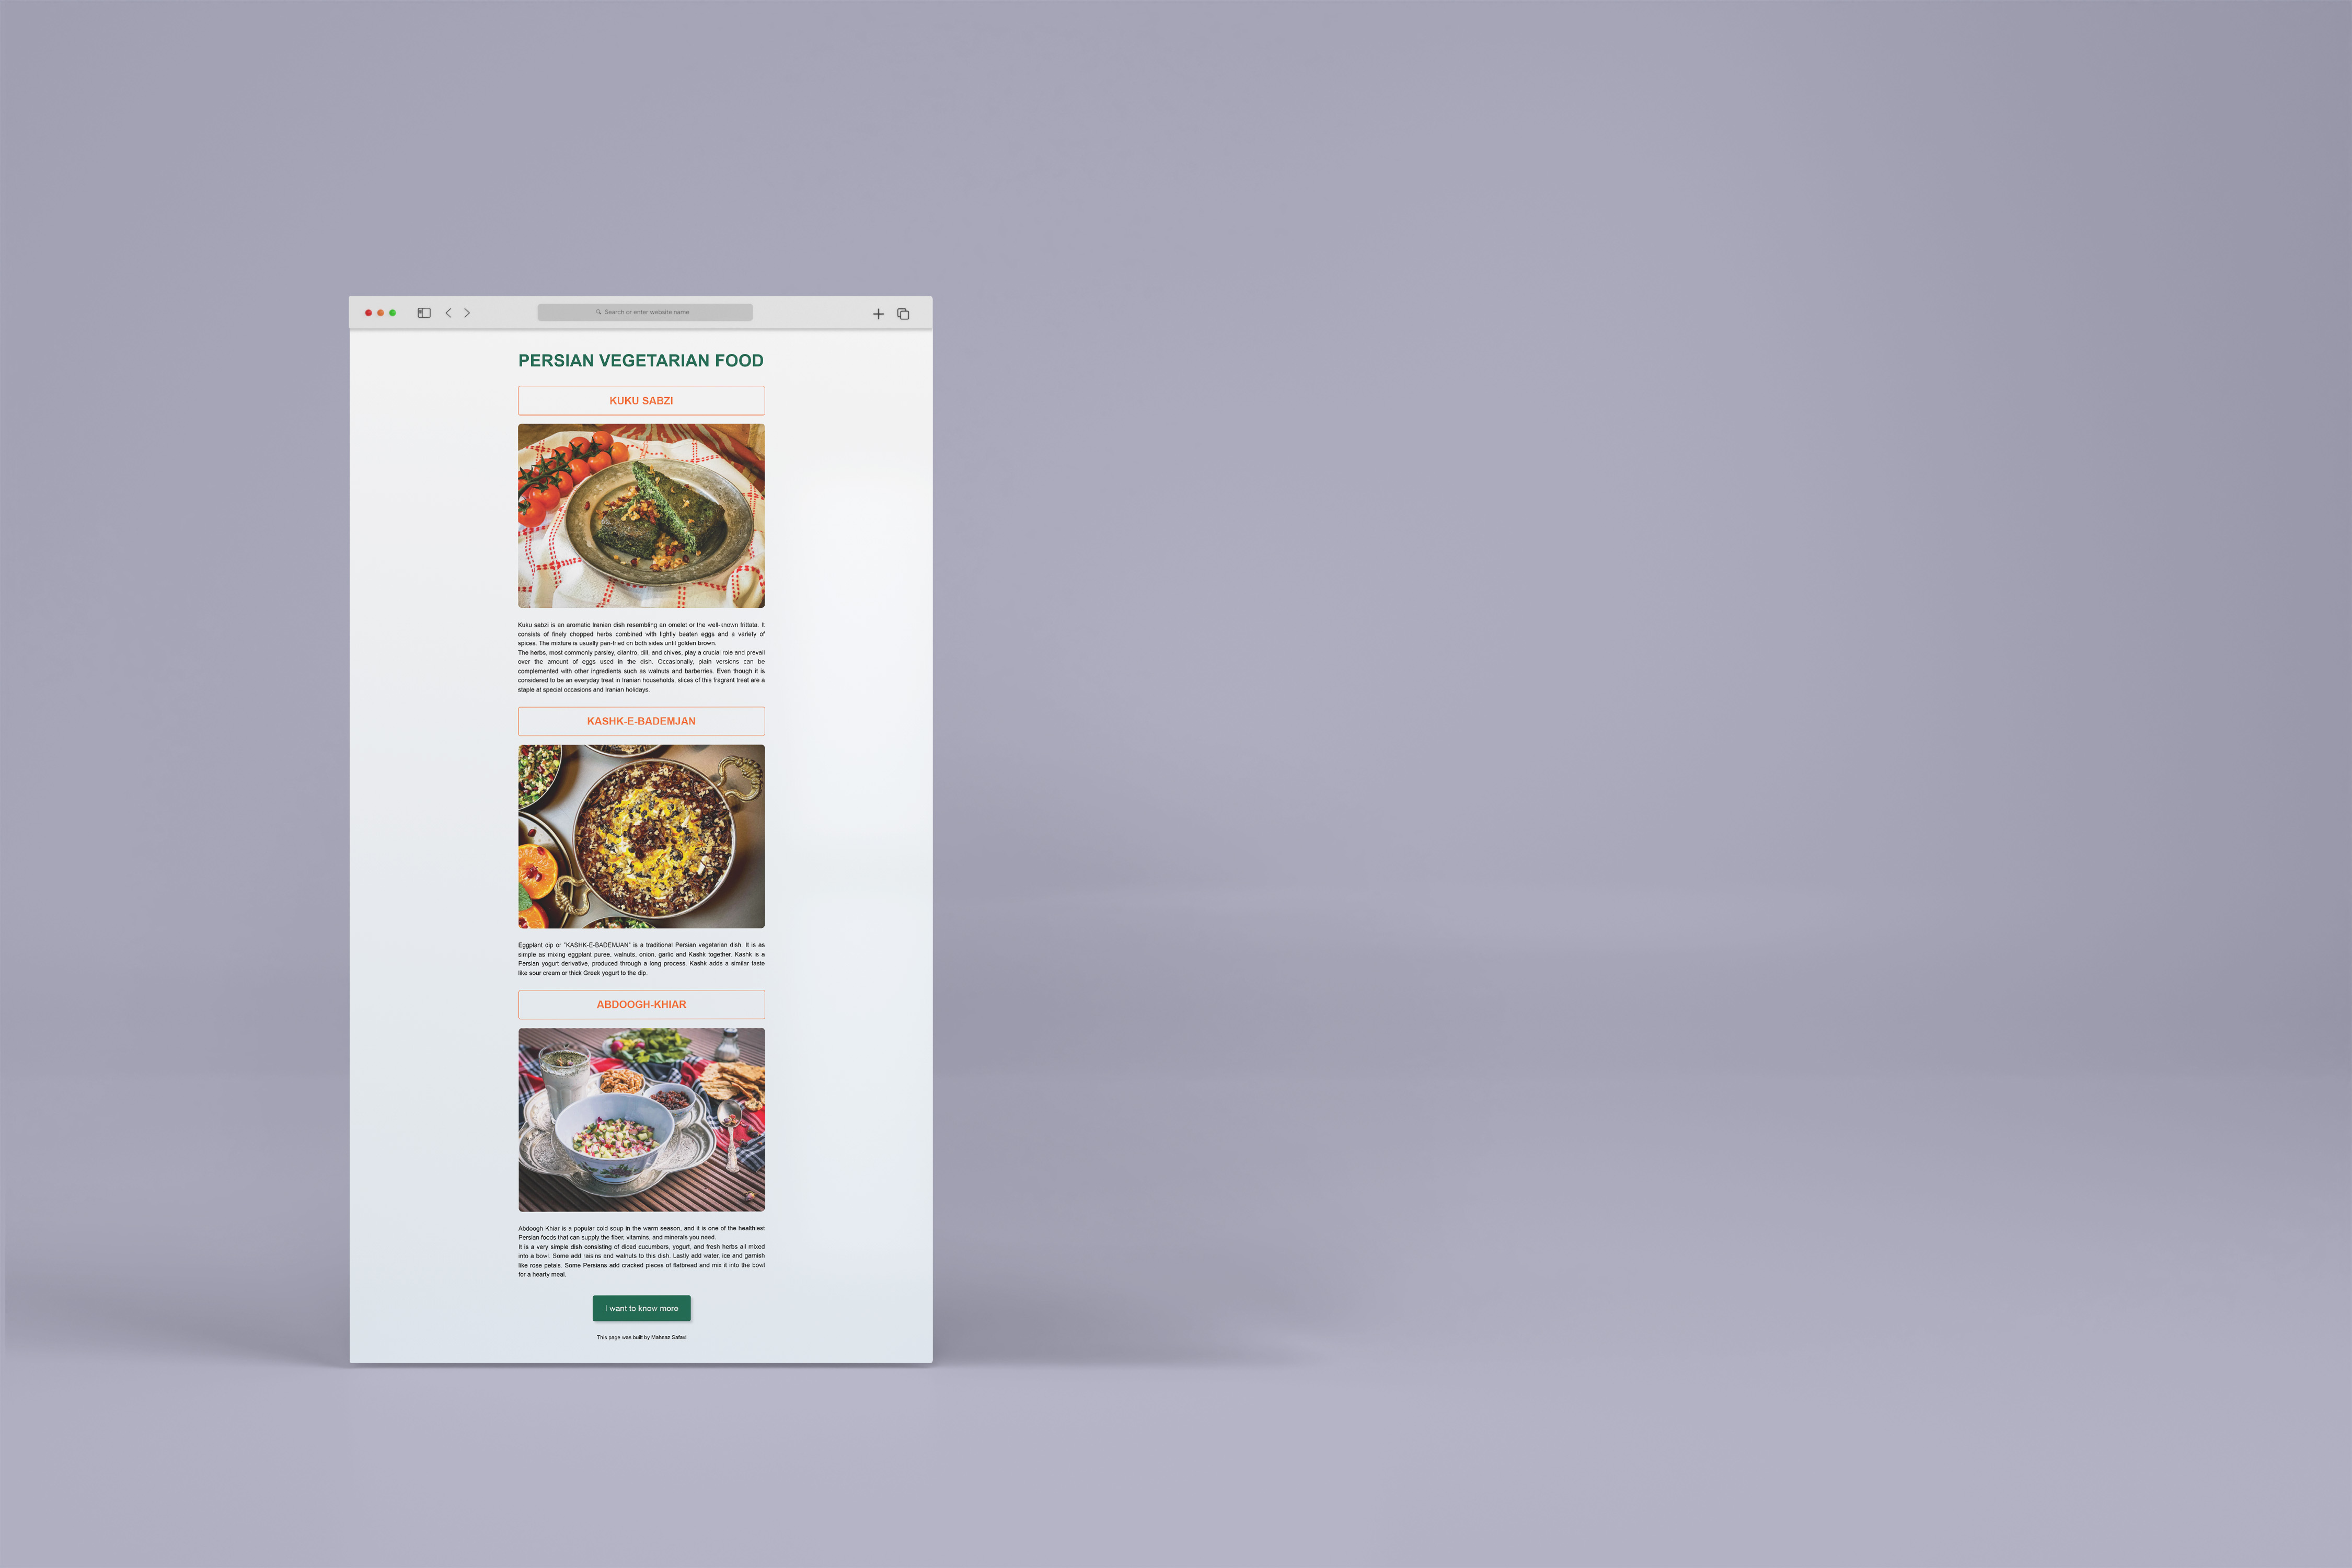 Search or enter website name
PERSIAN VEGETARIAN FOOD
KUKU SABZI
Kuku sabzi is an aromatic Iranian dish resembling an omelet or the well-known frittata. It
consists of finely chopped herbs combined with lightly beaten eggs and a variety of
spices. The mixture is usually pan-fried on both sides until golden brown.
The herbs, most commonly parsley, cilantro, dill, and chives, play a crucial role and prevail
over the amount of eggs used in the dish. Occasionally, plain versions can be
complemented with other ingredients such as walnuts and barberries. Even though it is
considered to be an everyday treat in Iranian households, slices of this fragrant treat are a
staple at special occasions and Iranian holidays.
KASHK-E-BADEMJAN
Eggplant dip or "KASHK-E-BADEMJAN" is a traditional Persian vegetarian dish. It is as
simple as mixing eggplant puree, walnuts, onion, garlic and Kashk together. Kashk is a
Persian yogurt derivative, produced through a long process. Kashk adds a similar taste
like sour cream or thick Greek yogurt to the dip.
ABDOOGH-KHIAR
Abdoogh Khiar is a popular cold soup in the warm season, and it is one of the healthiest
Persian foods that can supply the fiber, vitamins, and minerals you need.
It is a very simple dish consisting of diced cucumbers, yogurt, and fresh herbs all mixed
into a bowl. Some add raisins and walnuts to this dish. Lastly add water, ice and garnish
like rose petals. Some Persians add cracked pieces of flatbread and mix it into the bowl
for a hearty meal.
I want to know more
This page was built by Mahnaz Safavi